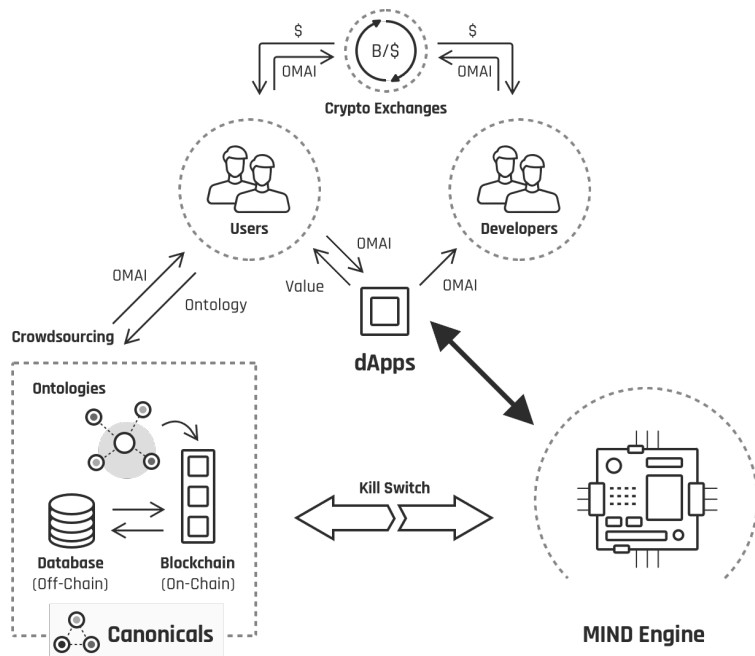 $
$
B/$
OMAI
OMAI
Crypto Exchanges
Users
Developers
OMAI
OMAI
Value
OMAI
Ontology
Crowdsourcing
dApps
Ontologies
Kill Switch
Database
(Off-Chain)
Blockchain
(On-Chain)
Canonicals
MIND Engine